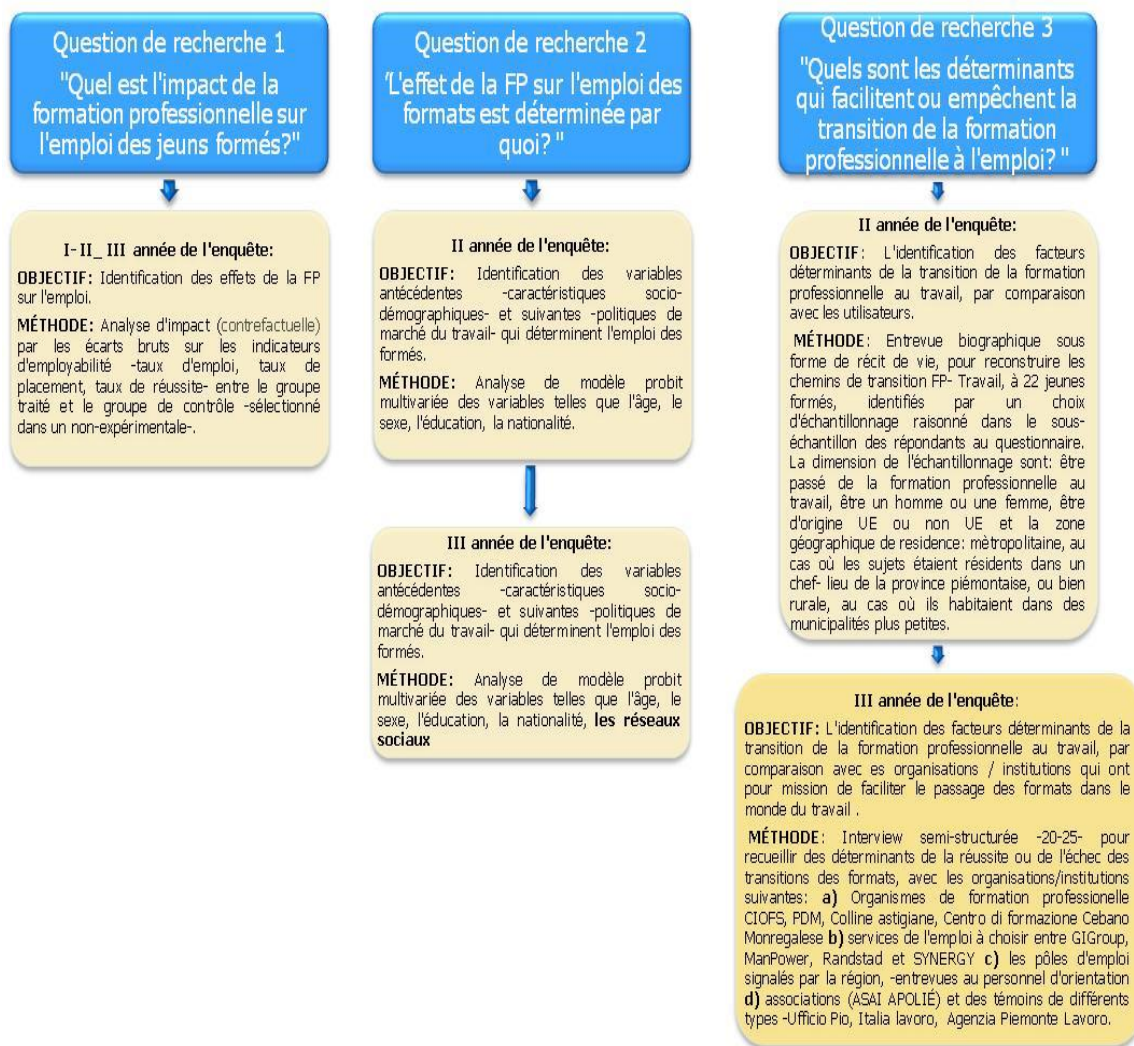 Question de recherche 1
"Quel est l'impact de la
formation professionnelle sur
l'emploi des jeuns formés?"
I-II_ III année de l'enquête:
OBJECTIF: Identification des effets de la FP
sur l'emploi.
MÉTHODE: Analyse d'impact (contrefactuelle)
par les écarts bruts sur les indicateurs
d'employabilité -taux d'emploi, taux de
placement, taux de réussite- entre le groupe
traité et le groupe de contrôle -sélectionné
dans un non-expérimentale-.
Question de recherche 2
"L'effet de la FP sur l'emploi des
formats est déterminée par
quoi? "
II année de l'enquête:
OBJECTIF: Identification des variables
antécédentes -caractéristiques socio-
démographiques- et suivantes -politiques de
marché du travail- qui déterminent l'emploi des
formés.
MÉTHODE: Analyse de modèle probit
multivariée des variables telles que l'âge, le
sexe, l'éducation, la nationalité.
III année de l'enquête:
OBJECTIF: Identification des variables
antécédentes -caractéristiques socio-
démographiques- et suivantes -politiques de
marché du travail- qui déterminent l'emploi des
formés.
MÉTHODE: Analyse de modèle probit
multivariée des variables telles que l'âge, le
sexe, l'éducation, la nationalité, les réseaux
sociaux
Question de recherche 3
"Quels sont les déterminants
qui facilitent ou empêchent la
transition de la formation
professionnelle à l'emploi? "
II année de l'enquête:
OBJECTIF: L'identification des facteurs
déterminants de la transition de la formation
professionnelle au travail, par comparaison
avec les utilisateurs.
MÉTHODE: Entrevue biographique sous
forme de récit de vie, pour reconstruire les
chemins de transition FP- Travail, à 22 jeunes
formés, identifiés par un choix
d'échantillonnage raisonné dans le sous-
échantillon des répondants au questionnaire.
La dimension de l'échantillonnage sont: être
passé de la formation professionnelle au
travail, être un homme ou une femme, être
d'origine UE ou non UE et la zone
géographique de residence: mètropolitaine, au
cas où les sujets étaient résidents dans un
chef- lieu de la province piémontaise, ou bien
rurale, au cas où ils habitaient dans des
municipalités plus petites.
III année de l'enquête:
OBJECTIF: L'identification des facteurs déterminants de la
transition de la formation professionnelle au travail, par
comparaison avec es organisations / institutions qui ont
pour mission de faciliter le passage des formats dans le
monde du travail .
MÉTHODE: Interview semi-structurée -20-25- pour
recueillir des déterminants de la réussite ou de l'échec des
transitions des formats, avec les organisations/institutions
suivantes: a) Organismes de formation professionelle
CIOFS, PDM, Colline astigiane, Centro di formazione Cebano
Monregalese b) services de l'emploi à choisir entre GIGroup,
ManPower, Randstad et SYNERGY c) les pôles d'emploi
signalés par la région, -entrevues au personnel d'orientation
d) associations (ASAI APOLIÉ) et des témoins de différents
types -Ufficio Pio, Italia lavoro, Agenzia Piemonte Lavoro.